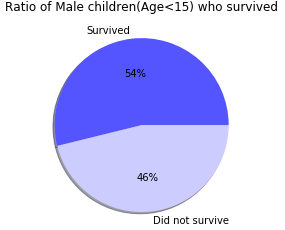 Ratio of Male children(Age<15) who survived
Survived
54%
46%
Did not survive